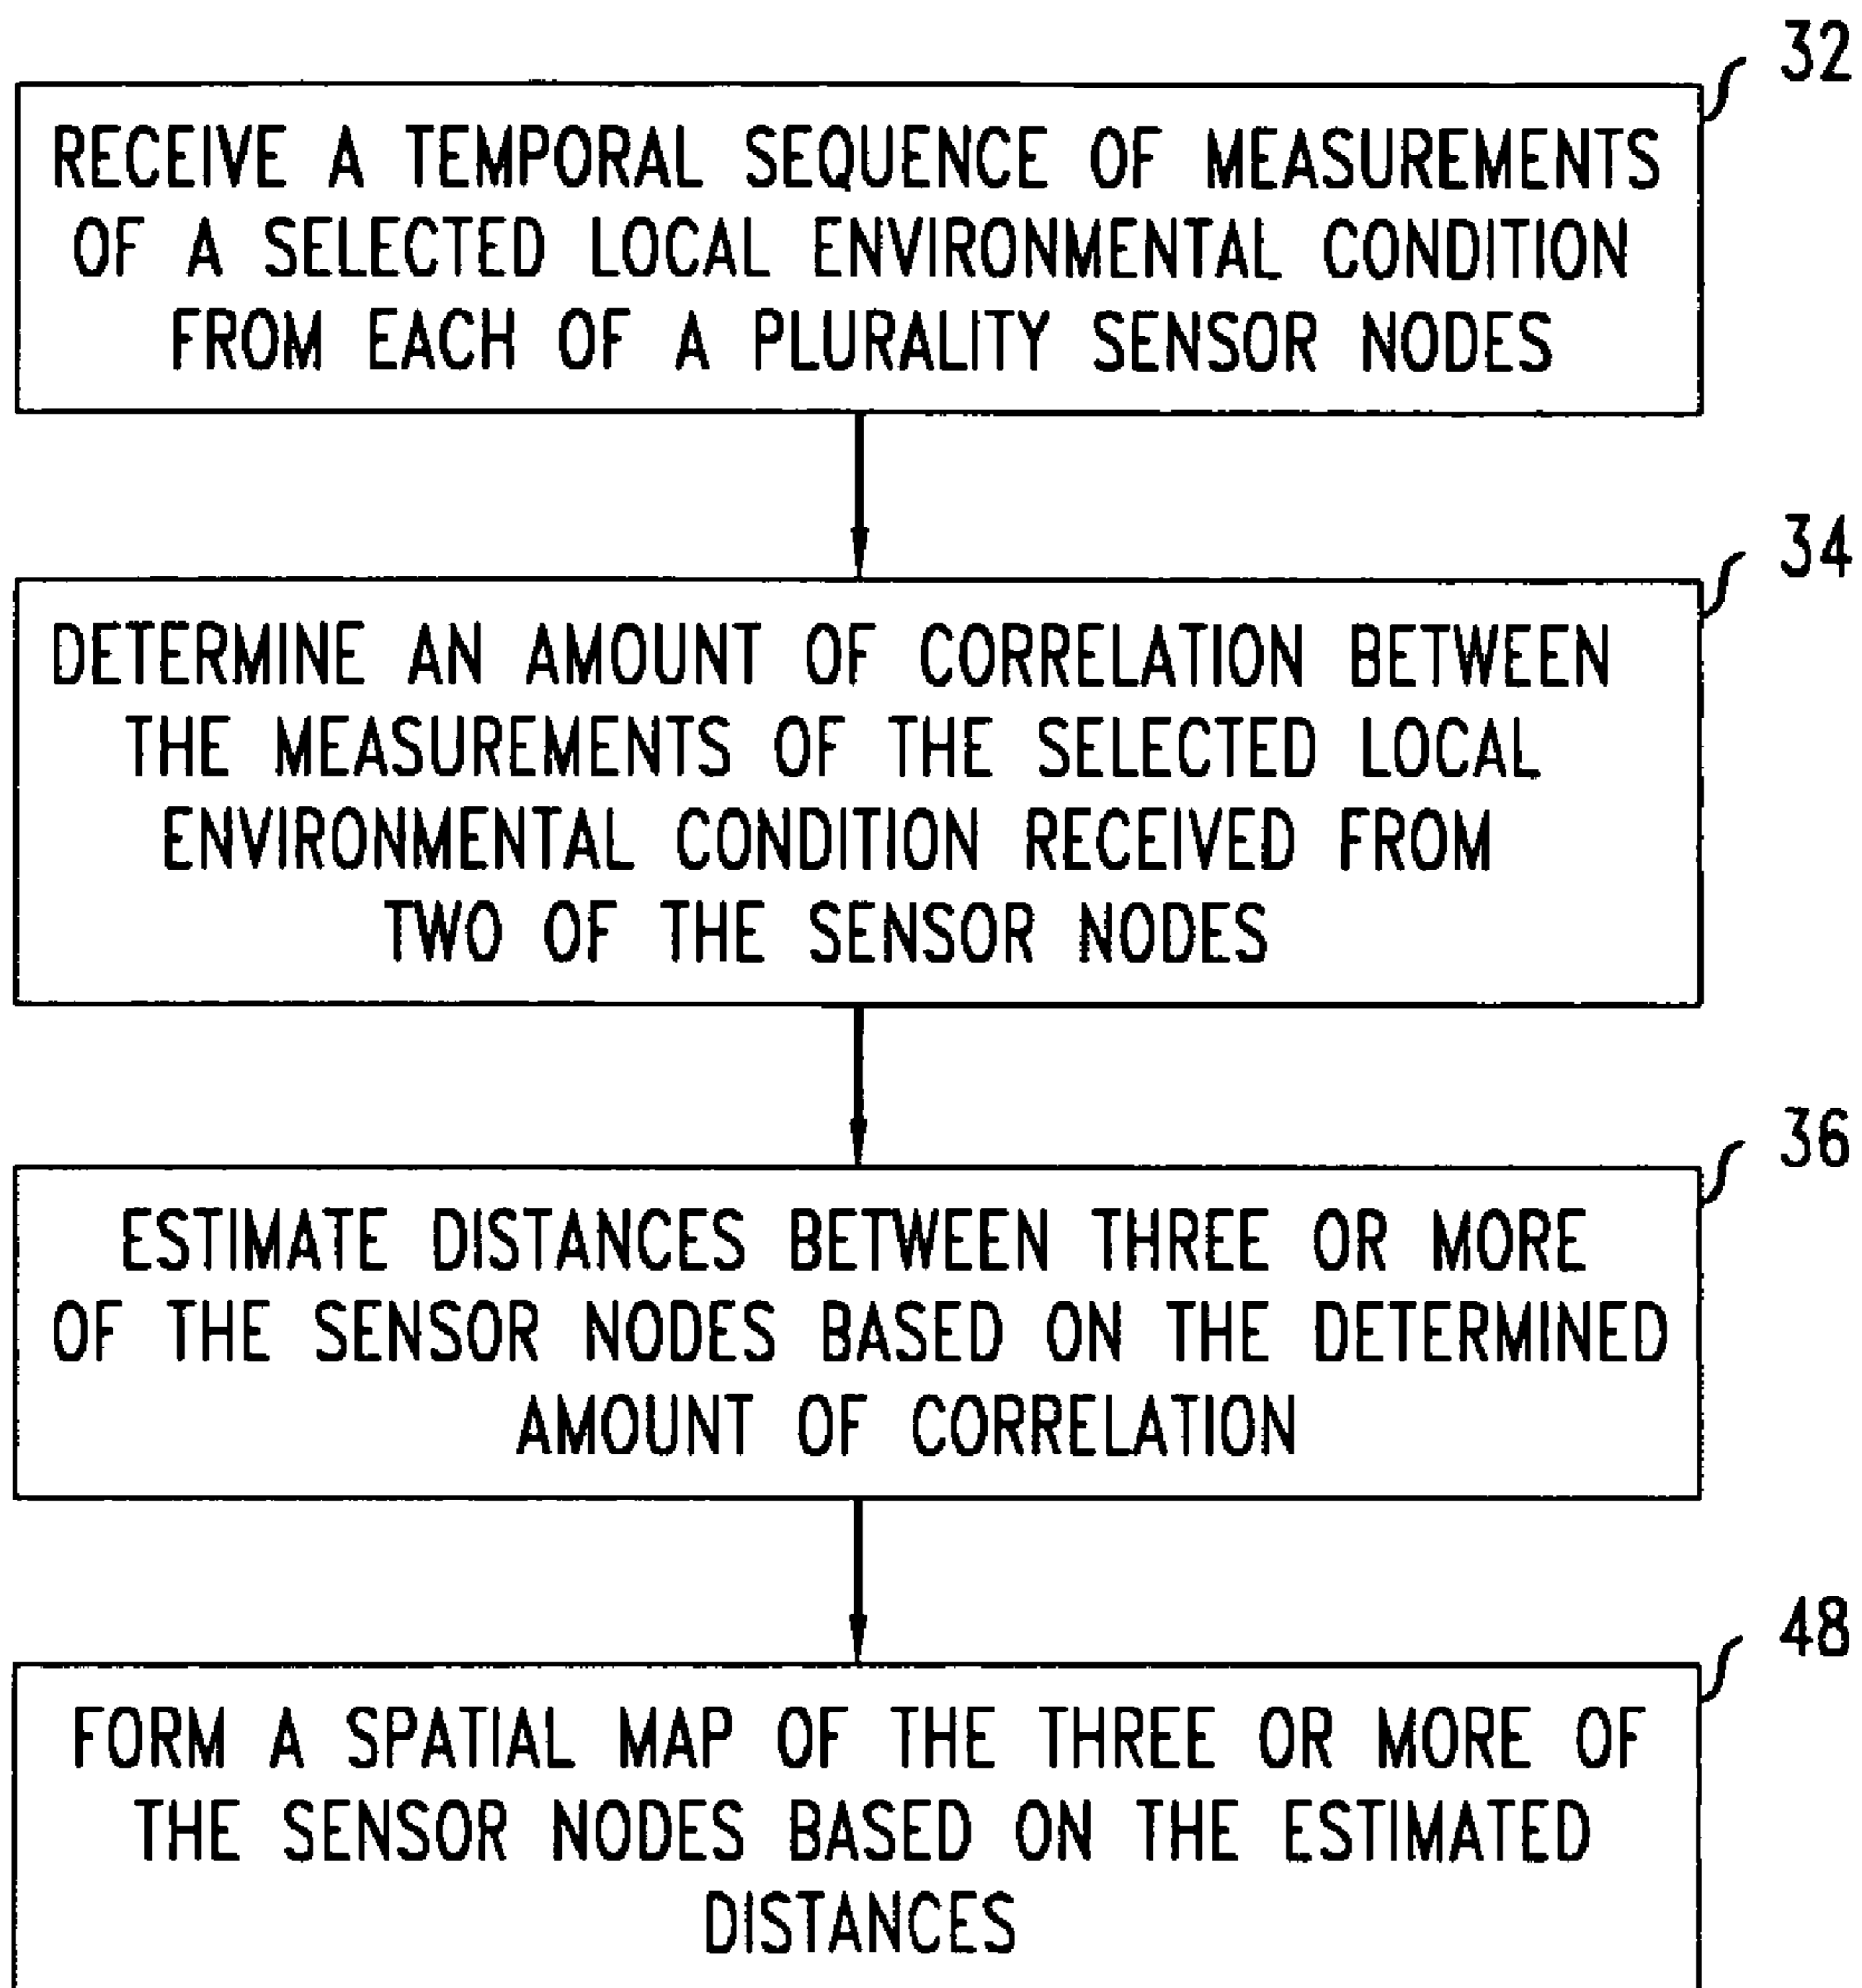 32
RECEIVE A TEMPORAL SEQUENCE OF MEASUREMENTS
OF A SELECTED LOCAL ENVIRONMENTAL CONDITION
FROM EACH OF A PLURALITY SENSOR NODES
34
DETERMINE AN AMOUNT OF CORRELATION BETWEEN
THE MEASUREMENTS OF THE SELECTED LOCAL
ENVIRONMENTAL CONDITION RECEIVED FROM
TWO OF THE SENSOR NODES
36
ESTIMATE DISTANCES BETWEEN THREE OR MORE
OF THE SENSOR NODES BASED ON THE DETERMINED
AMOUNT OF CORRELATION
48
FORM A SPATIAL MAP OF THE THREE OR MORE OF
THE SENSOR NODES BASED ON THE ESTIMATED
DISTANCES